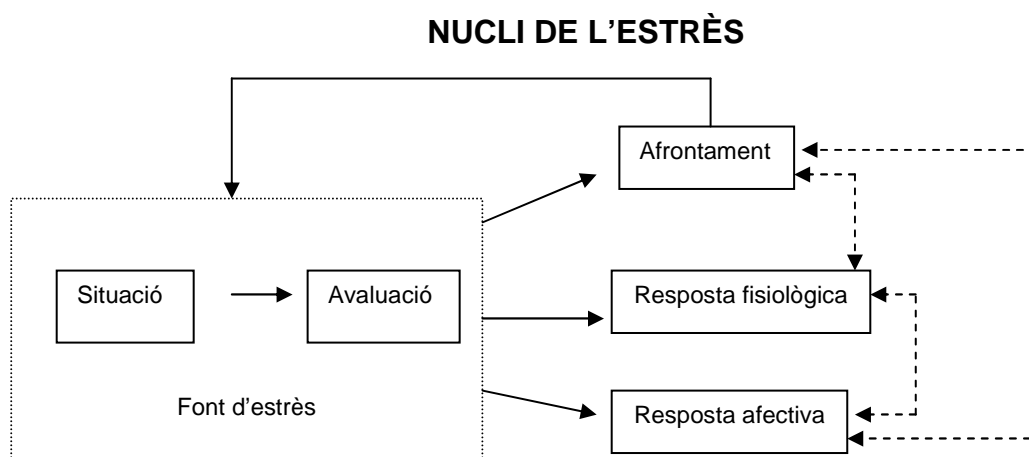 NUCLI DE L’ESTRÈS
Afrontament
Situació
Avaluació
Resposta fisiològica
Font d’estrès
Resposta afectiva